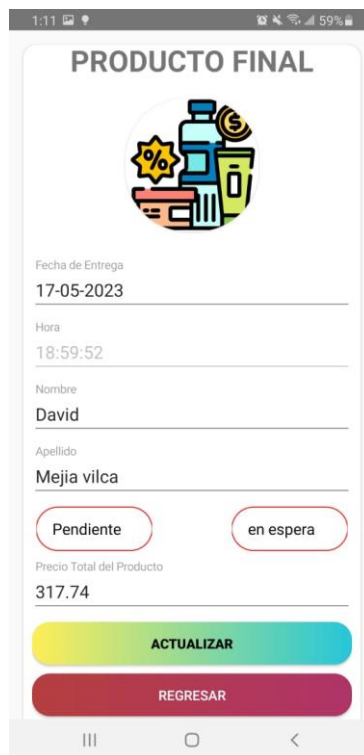 1:11 59%
PRODUCTO FINAL
%
$
Fecha de Entrega
17-05-2023
Hora
18:59:52
Nombre
David
Apellido
Mejia vilca
Pendiente en espera
Precio Total del Producto
317.74
ACTUALIZAR
REGRESAR